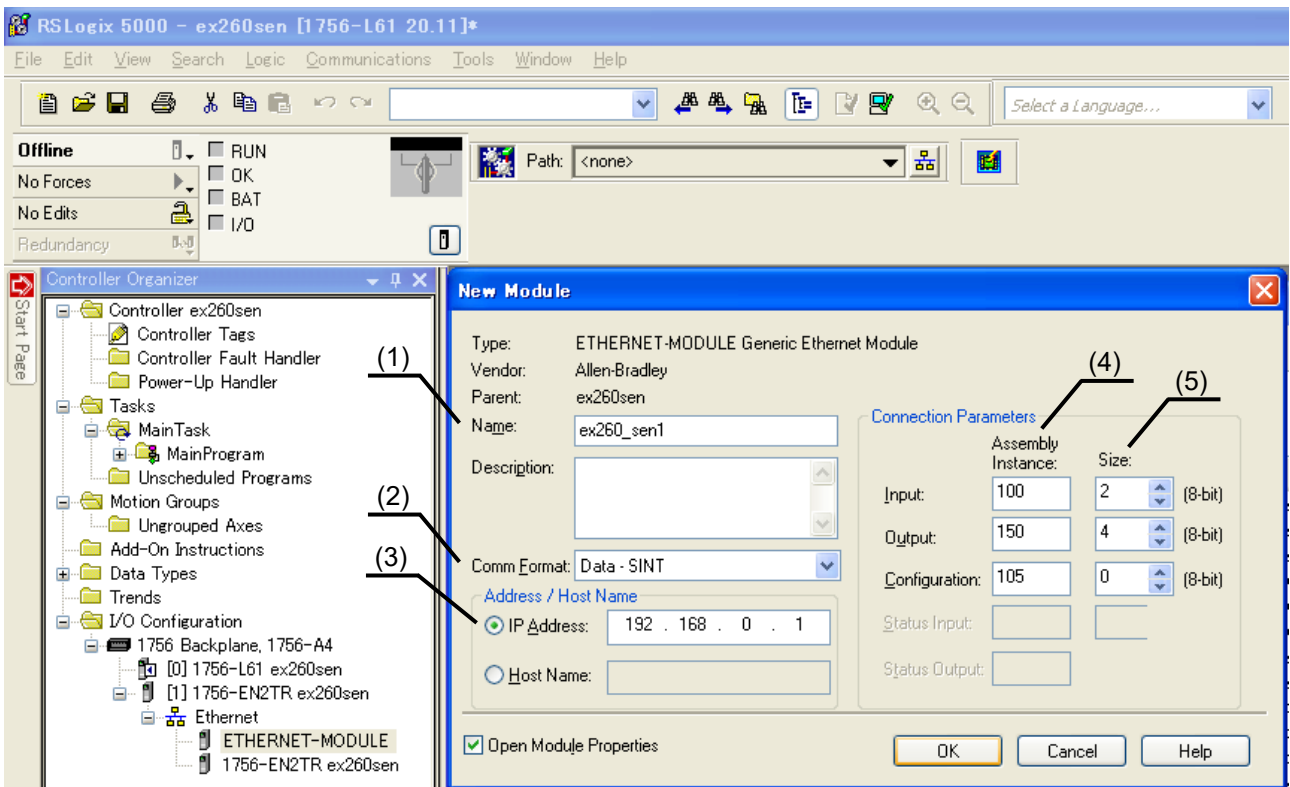 RSLogix 5000 - ex260sen [1756-L61 20.11]*
File Edit View Search Logic Communications Tools Window Help
Select a Language...
Offline
RUN
No Forces
OK
BAT
No Edits
I/O
Redundancy
Path: <none>
Start Page
Controller Organizer
Controller ex260sen
Controller Tags
Controller Fault Handler
Power-Up Handler
Tasks
MainTask
MainProgram
Unscheduled Programs
Motion Groups
Ungrouped Axes
Add-On Instructions
Data Types
Trends
I/O Configuration
1756 Backplane, 1756-A4
[0] 1756-L61 ex260sen
[1] 1756-EN2TR ex260sen
Ethernet
ETHERNET-MODULE
1756-EN2TR ex260sen
New Module
Type: ETHERNET-MODULE Generic Ethernet Module
Vendor: Allen-Bradley
Parent: ex260sen
(1)
Name: ex260_sen1
Description:
(2)
Comm Format: Data - SINT
Address / Host Name
(3)
IP Address: 192 . 168 . 0 . 1
Host Name:
Connection Parameters
(4)
(5)
Assembly
Instance: Size:
Input: 100 2 (8-bit)
Output: 150 4 (8-bit)
Configuration: 105 0 (8-bit)
Status Input:
Status Output:
Open Module Properties
OK Cancel Help